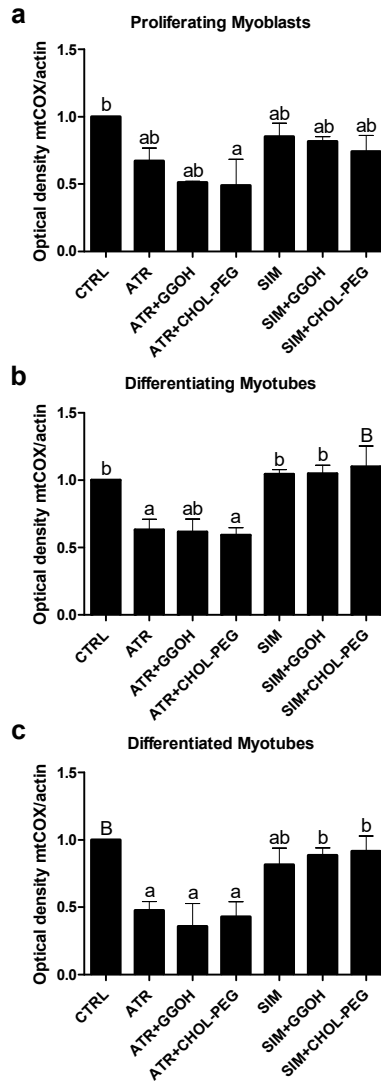 a
Proliferating Myoblasts
Optical density mtCOX/actin
1.5
1.0
0.5
0.0
b
ab
ab
a
ab
ab
ab
CTRL
ATR
ATR+GGOH
ATR+CHOL-PEG
SIM
SIM+GGOH
SIM+CHOL-PEG
b
Differentiating Myotubes
Optical density mtCOX/actin
1.5
1.0
0.5
0.0
b
a
ab
a
b
b
B
CTRL
ATR
ATR+GGOH
ATR+CHOL-PEG
SIM
SIM+GGOH
SIM+CHOL-PEG
c
Differentiated Myotubes
Optical density mtCOX/actin
1.5
1.0
0.5
0.0
B
a
a
a
ab
b
b
CTRL
ATR
ATR+GGOH
ATR+CHOL-PEG
SIM
SIM+GGOH
SIM+CHOL-PEG